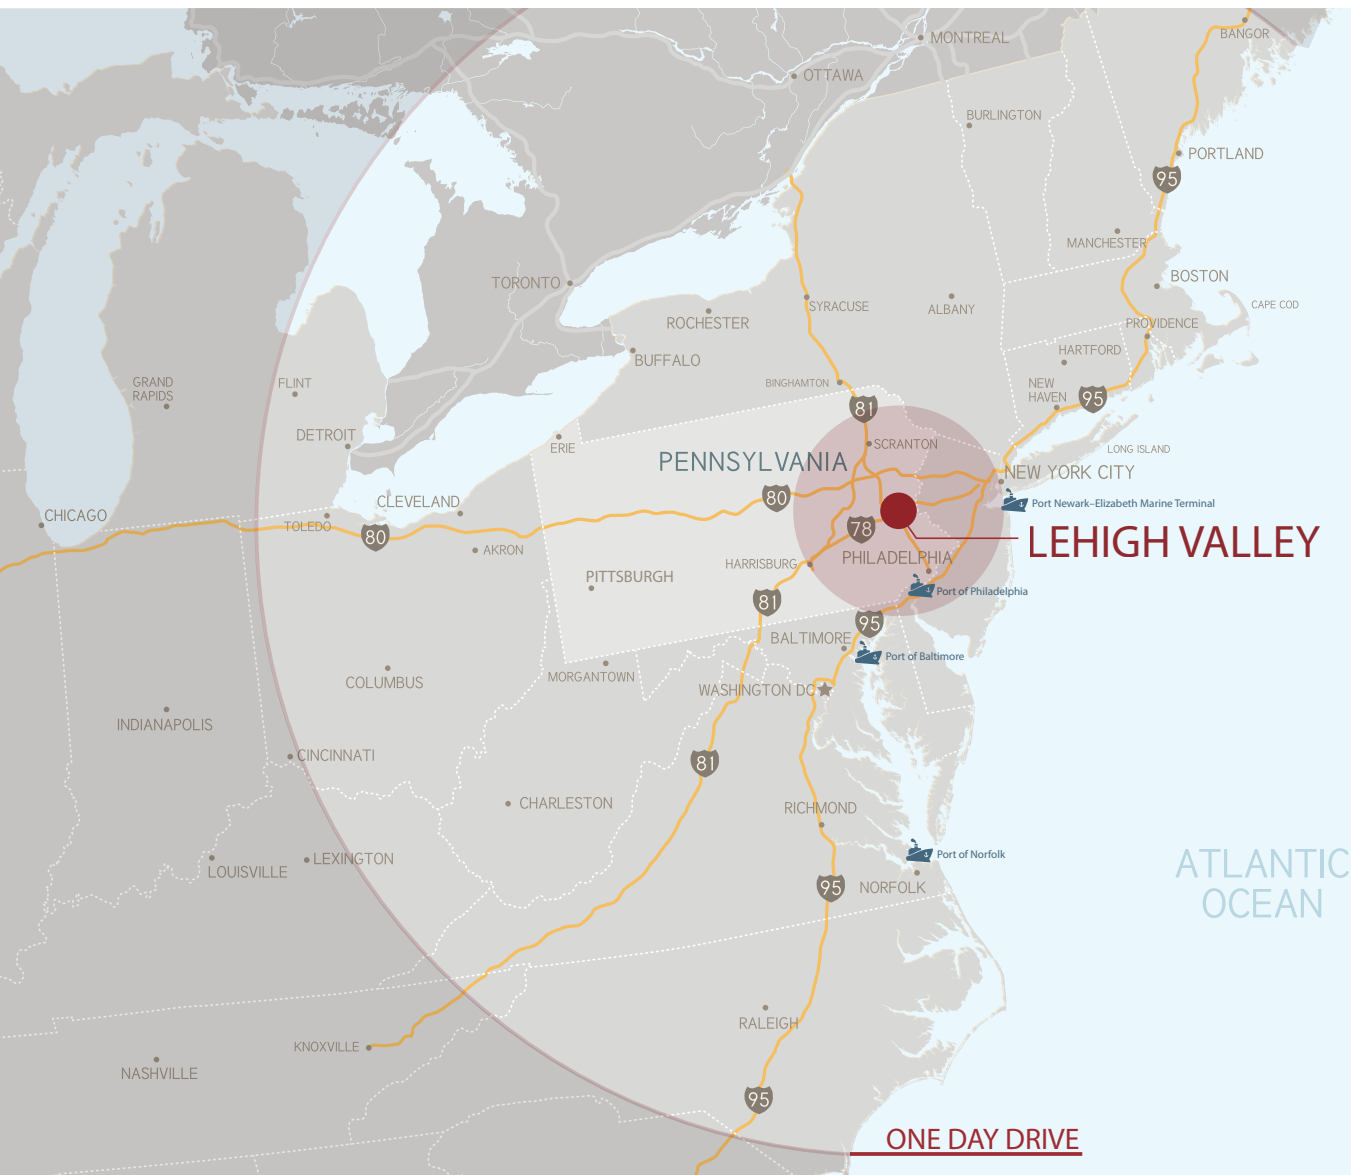 MONTREAL
BANGOR
OTTAWA
BURLINGTON
PORTLAND
95
MANCHESTER
BOSTON
TORONTO
CAPE COD
SYRACUSE
ALBANY
ROCHESTER
PROVIDENCE
HARTFORD
BUFFALO
GRAND
RAPIDS
FLINT
BINGHAMTON
NEW
HAVEN
95
81
DETROIT
ERIE
SCRANTON
LONG ISLAND
PENNSYLVANIA
NEW YORK CITY
80
CLEVELAND
Port Newark–Elizabeth Marine Terminal
CHICAGO
TOLEDO
80
78
LEHIGH VALLEY
AKRON
HARRISBURG
PHILADELPHIA
PITTSBURGH
Port of Philadelphia
81
95
BALTIMORE
Port of Baltimore
MORGANTOWN
COLUMBUS
WASHINGTON DC
INDIANAPOLIS
CINCINNATI
81
CHARLESTON
RICHMOND
Port of Norfolk
LEXINGTON
LOUISVILLE
95
NORFOLK
ATLANTIC
OCEAN
RALEIGH
KNOXVILLE
NASHVILLE
95
ONE DAY DRIVE